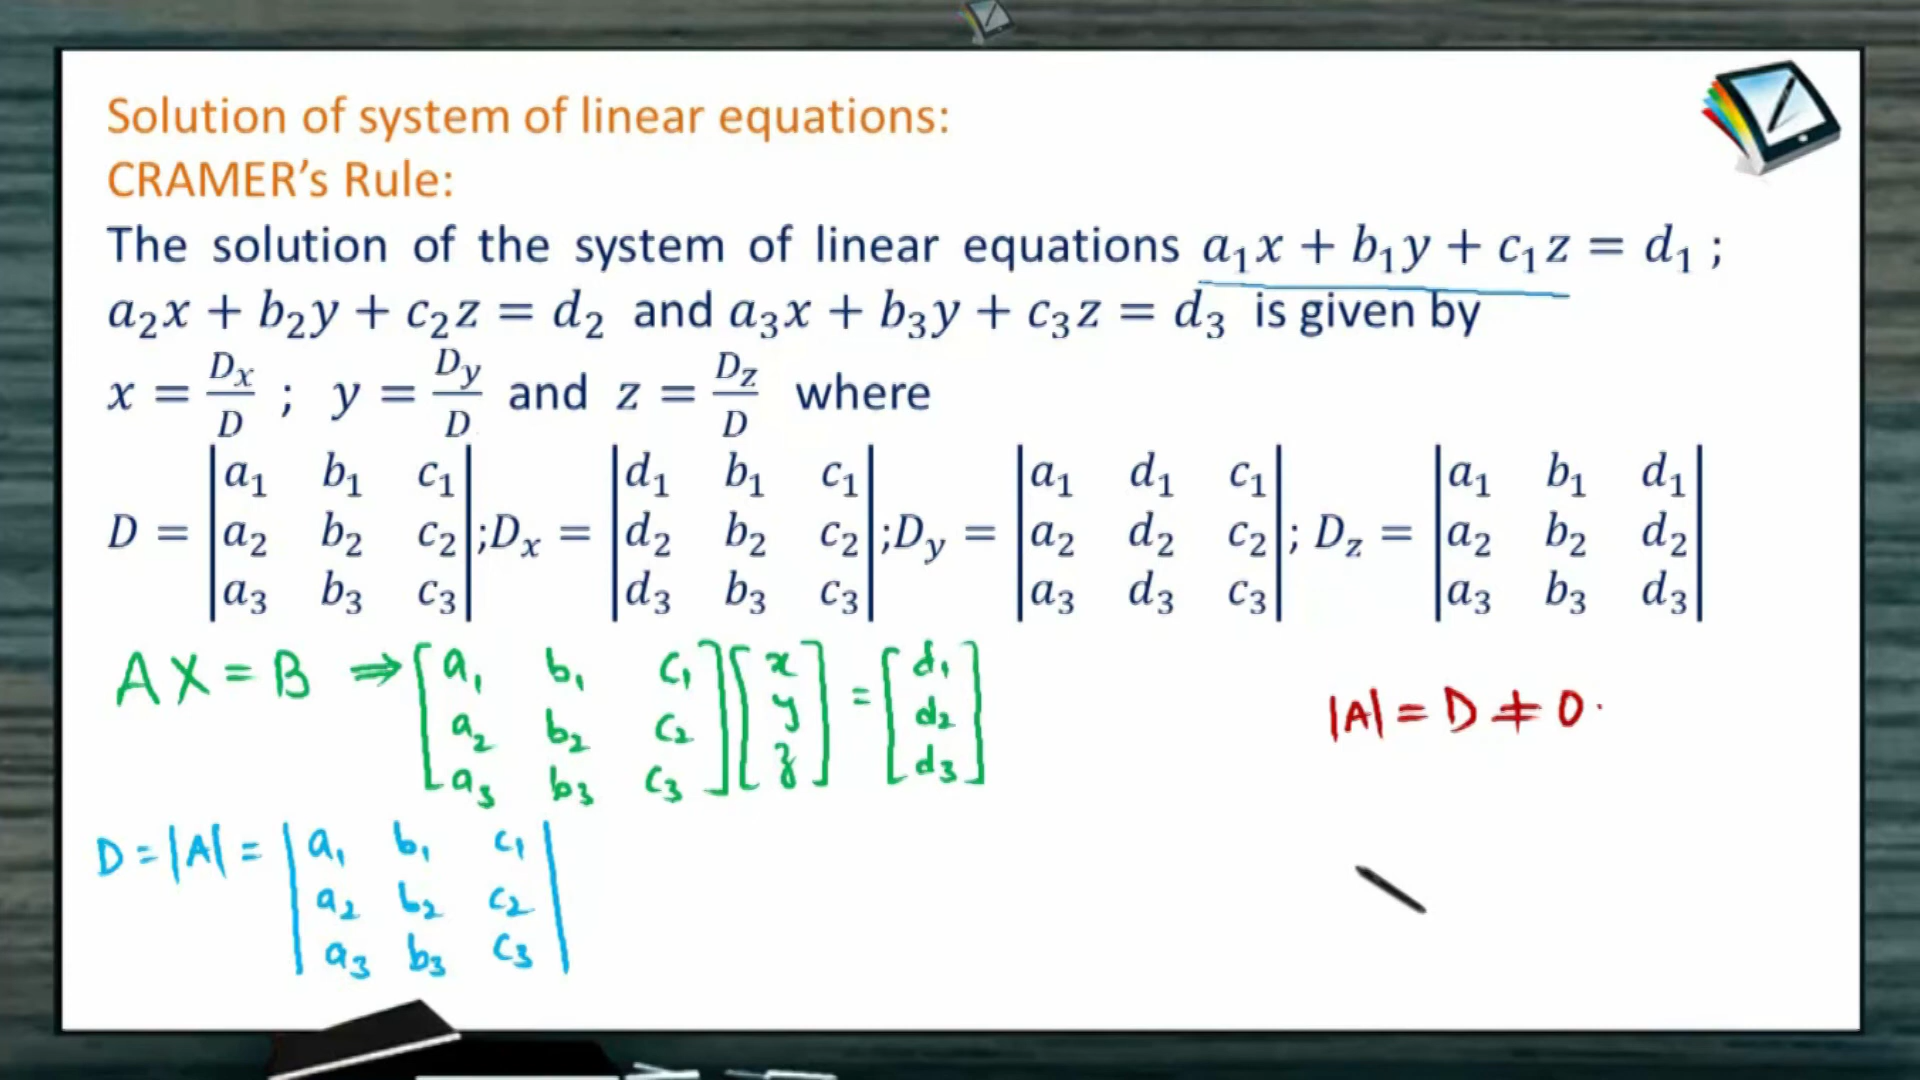 Solution of system of linear equations:
CRAMER's Rule:
The solution of the system of linear equations a₁x + b₁y + c₁z = d₁ ;
a₂x + b₂y + c₂z = d₂ and a₃x + b₃y + c₃z = d₃ is given by
x = Dₓ/D ; y = D_y/D and z = D_z/D where
D = |a₁ b₁ c₁; a₂ b₂ c₂; a₃ b₃ c₃| ;Dₓ = |d₁ b₁ c₁; d₂ b₂ c₂; d₃ b₃ c₃| ;D_y = |a₁ d₁ c₁; a₂ d₂ c₂; a₃ d₃ c₃| ; D_z = |a₁ b₁ d₁; a₂ b₂ d₂; a₃ b₃ d₃|
AX = B ⇒ [a₁ b₁ c₁; a₂ b₂ c₂; a₃ b₃ c₃] [x; y; z] = [d₁; d₂; d₃]
|A| = D ≠ 0.
D = |A| = |a₁ b₁ c₁; a₂ b₂ c₂; a₃ b₃ c₃|